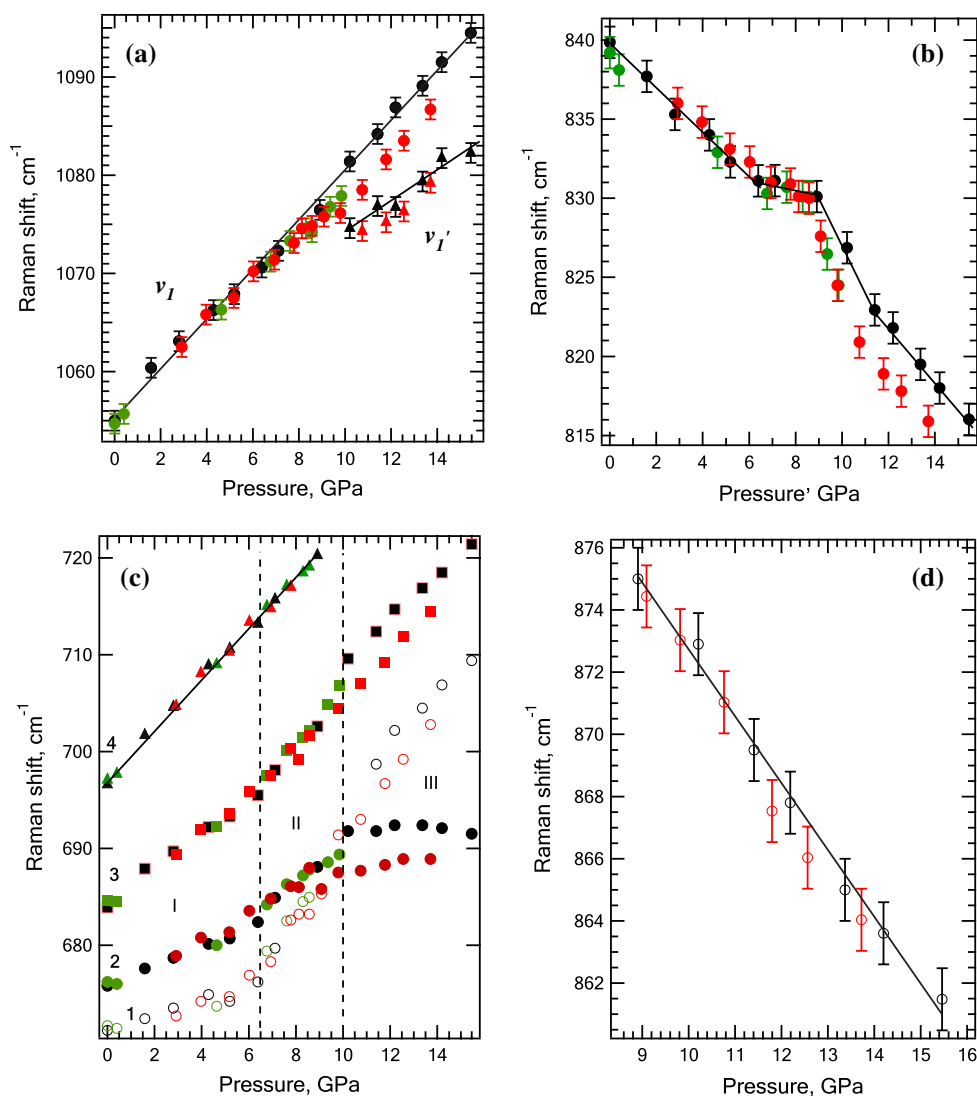 (a)
1090
1080
1070
1060
Raman shift, cm-1
ν1
ν1'
0 2 4 6 8 10 12 14
Pressure, GPa
(b)
840
835
830
825
820
815
Raman shift, cm-1
0 2 4 6 8 10 12 14
Pressure’ GPa
(c)
720
710
700
690
680
Raman shift, cm-1
4
3
2
1
I
II
III
0 2 4 6 8 10 12 14
Pressure, GPa
(d)
876
874
872
870
868
866
864
862
Raman shift, cm-1
9 10 11 12 13 14 15 16
Pressure, GPa